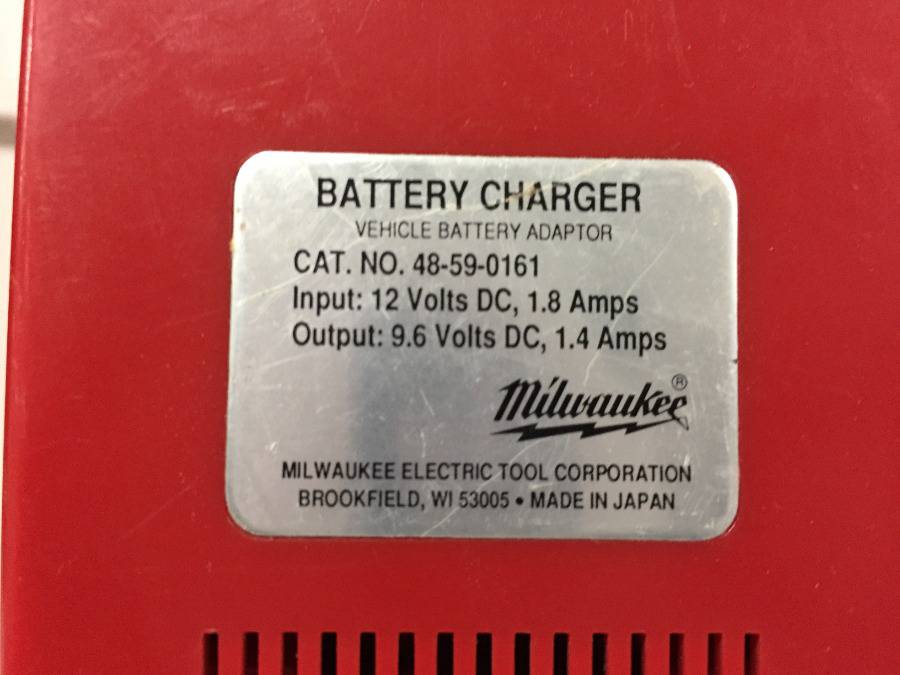 BATTERY CHARGER
VEHICLE BATTERY ADAPTOR
CAT. NO. 48-59-0161
Input: 12 Volts DC, 1.8 Amps
Output: 9.6 Volts DC, 1.4 Amps
Milwaukee ®
MILWAUKEE ELECTRIC TOOL CORPORATION
BROOKFIELD, WI 53005 • MADE IN JAPAN